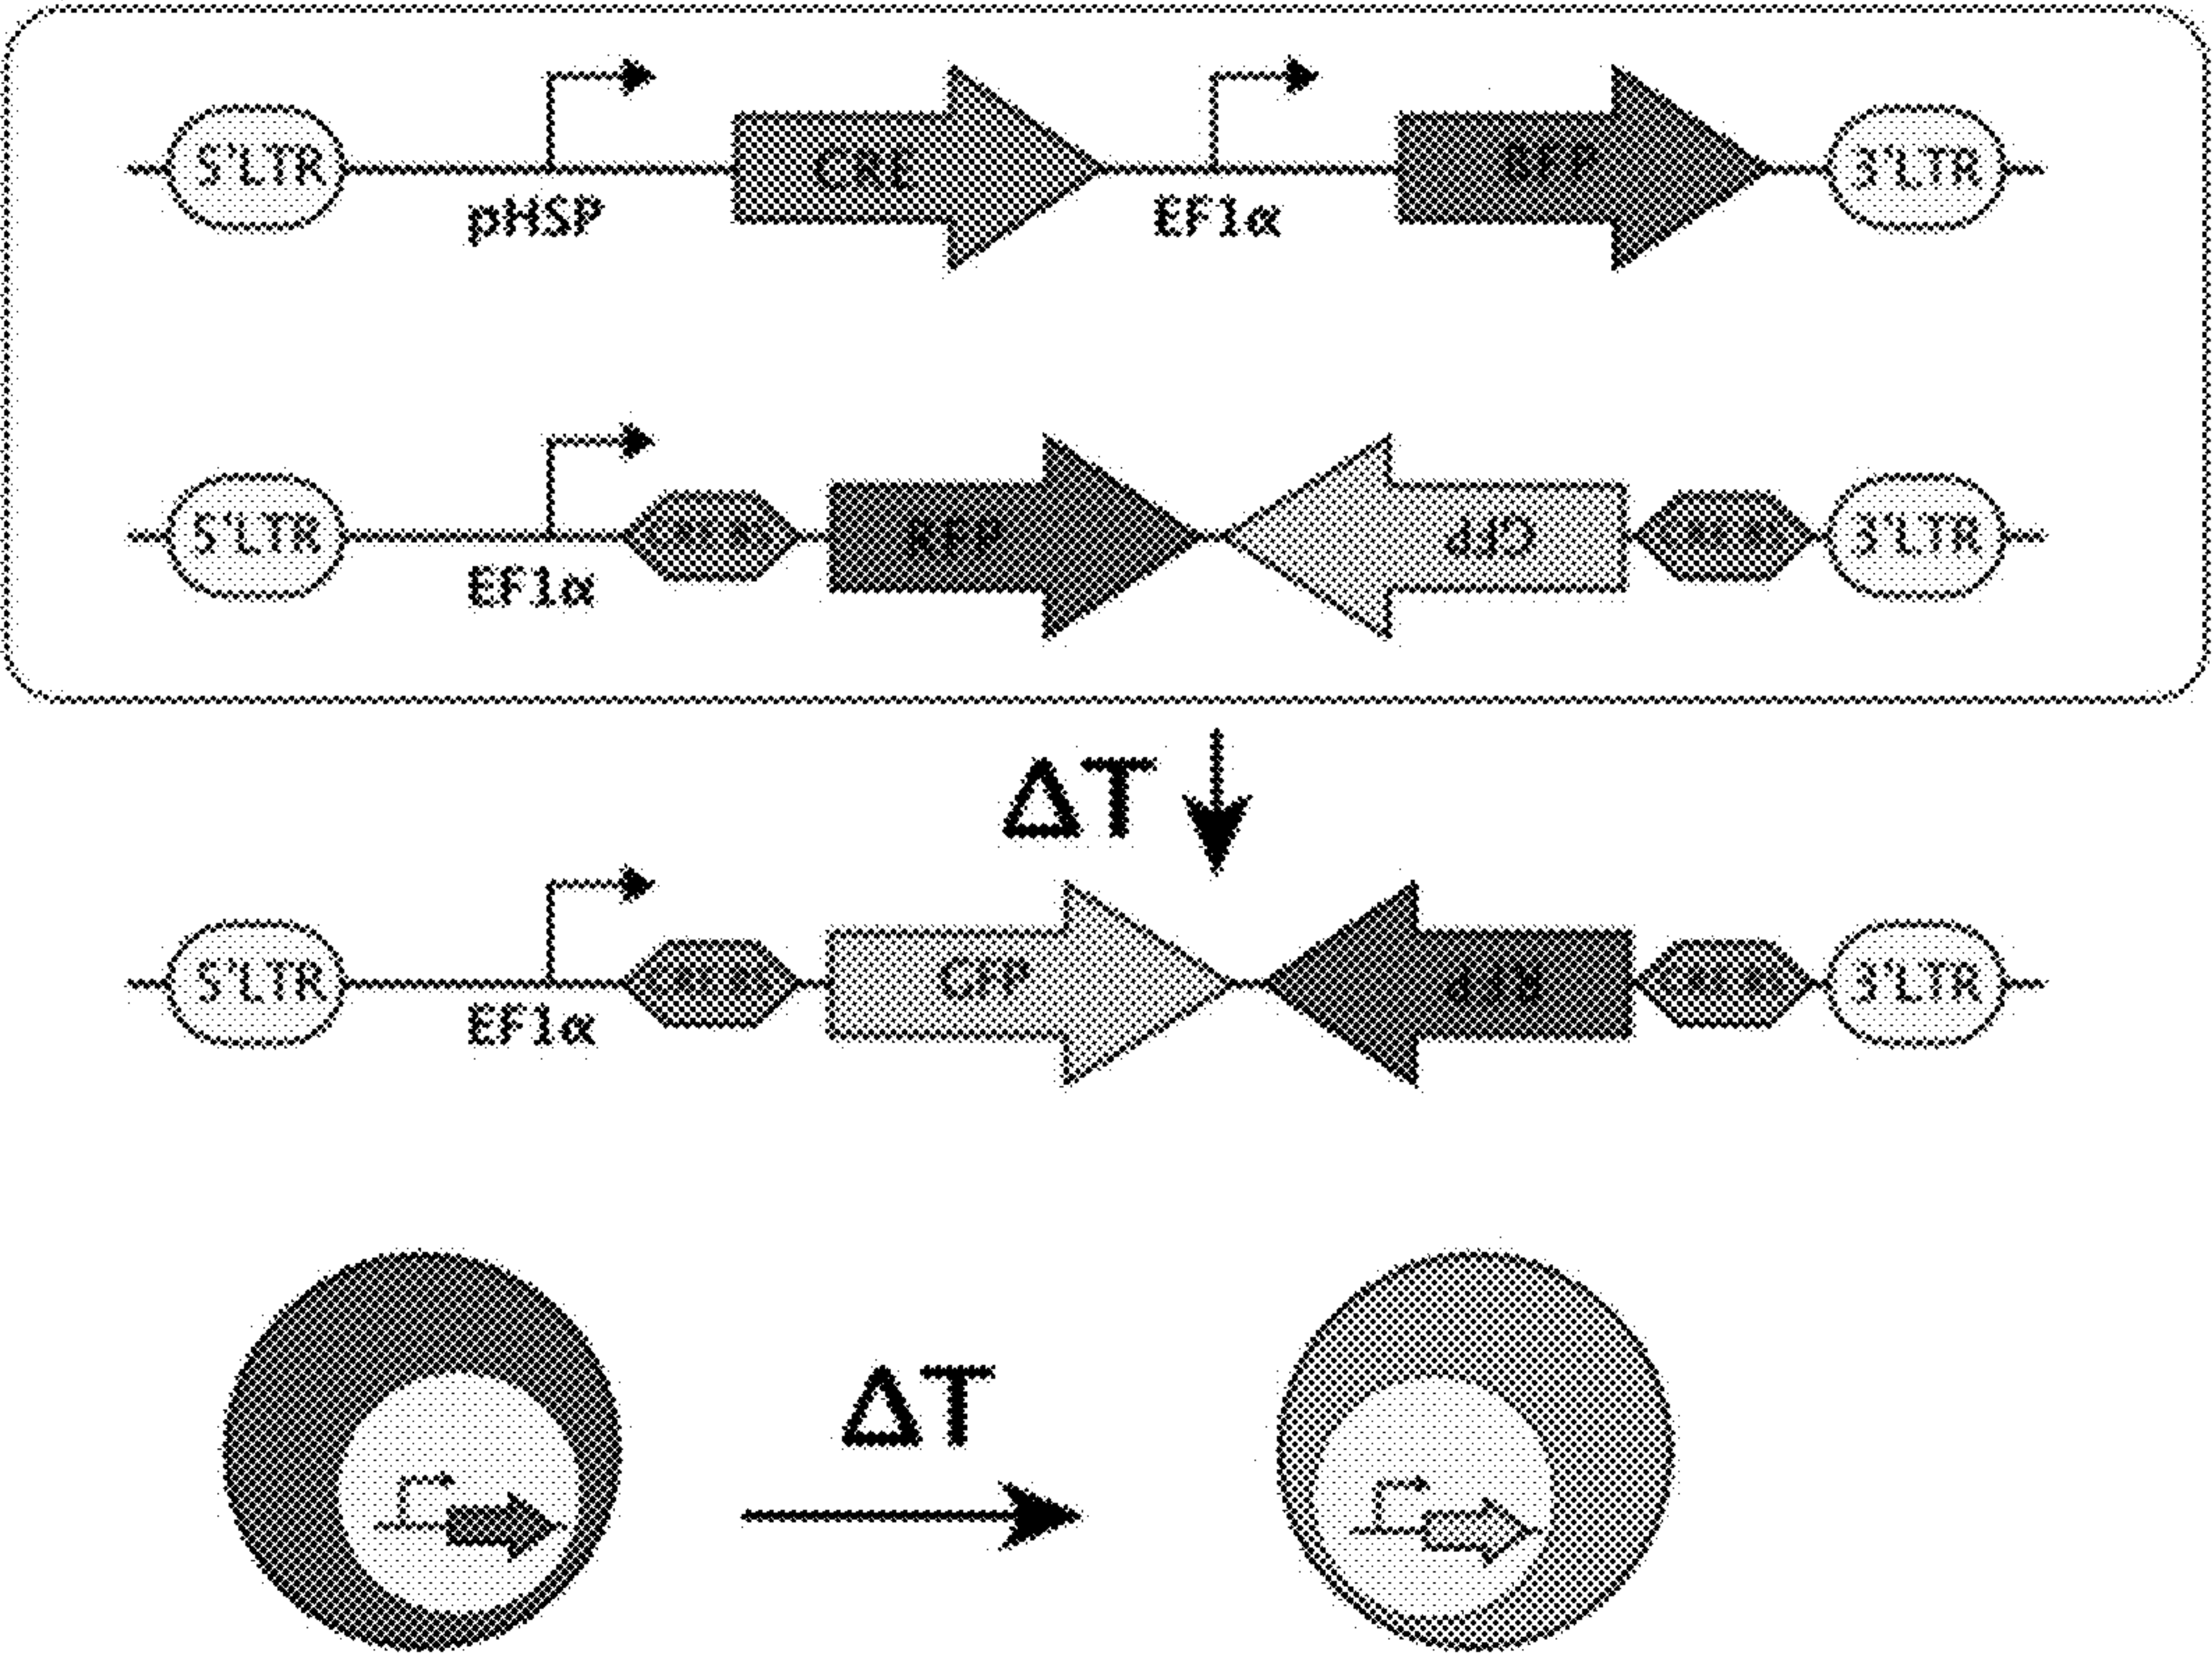 5'LTR CRE BFP 3'LTR
pHSP EF1α
5'LTR RFP GFP 3'LTR
EF1α
ΔT
5'LTR GFP RFP 3'LTR
EF1α
ΔT